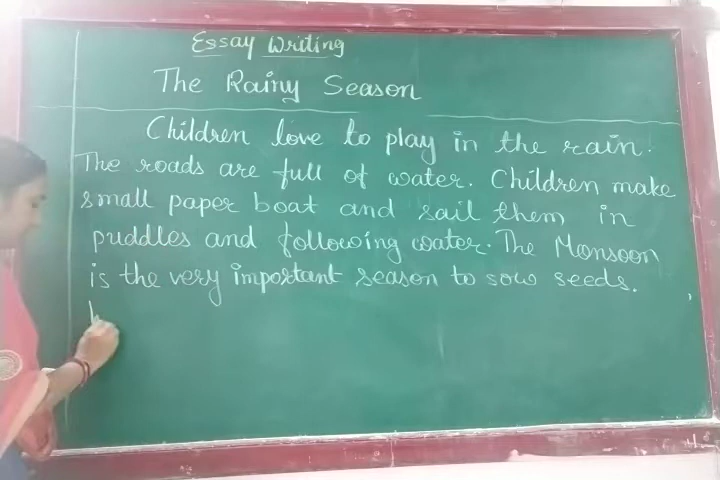 Essay Writing
The Rainy Season
Children love to play in the rain.
The roads are full of water. Children make
small paper boat and sail them in
puddles and following water. The Monsoon
is the very important season to sow seeds.